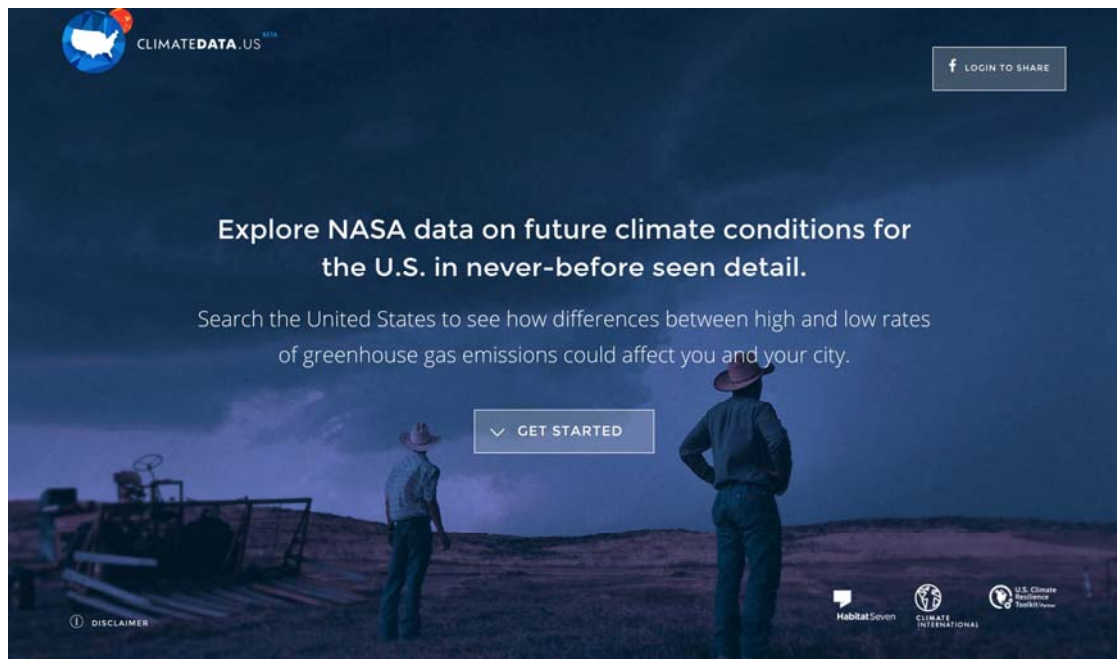 CLIMATEDATA.US BETA
f LOGIN TO SHARE
Explore NASA data on future climate conditions for
the U.S. in never-before seen detail.
Search the United States to see how differences between high and low rates
of greenhouse gas emissions could affect you and your city.
GET STARTED
HabitatSeven
CLIMATE
INTERNATIONAL
U.S. Climate
Resilience
Toolkit Partner
DISCLAIMER